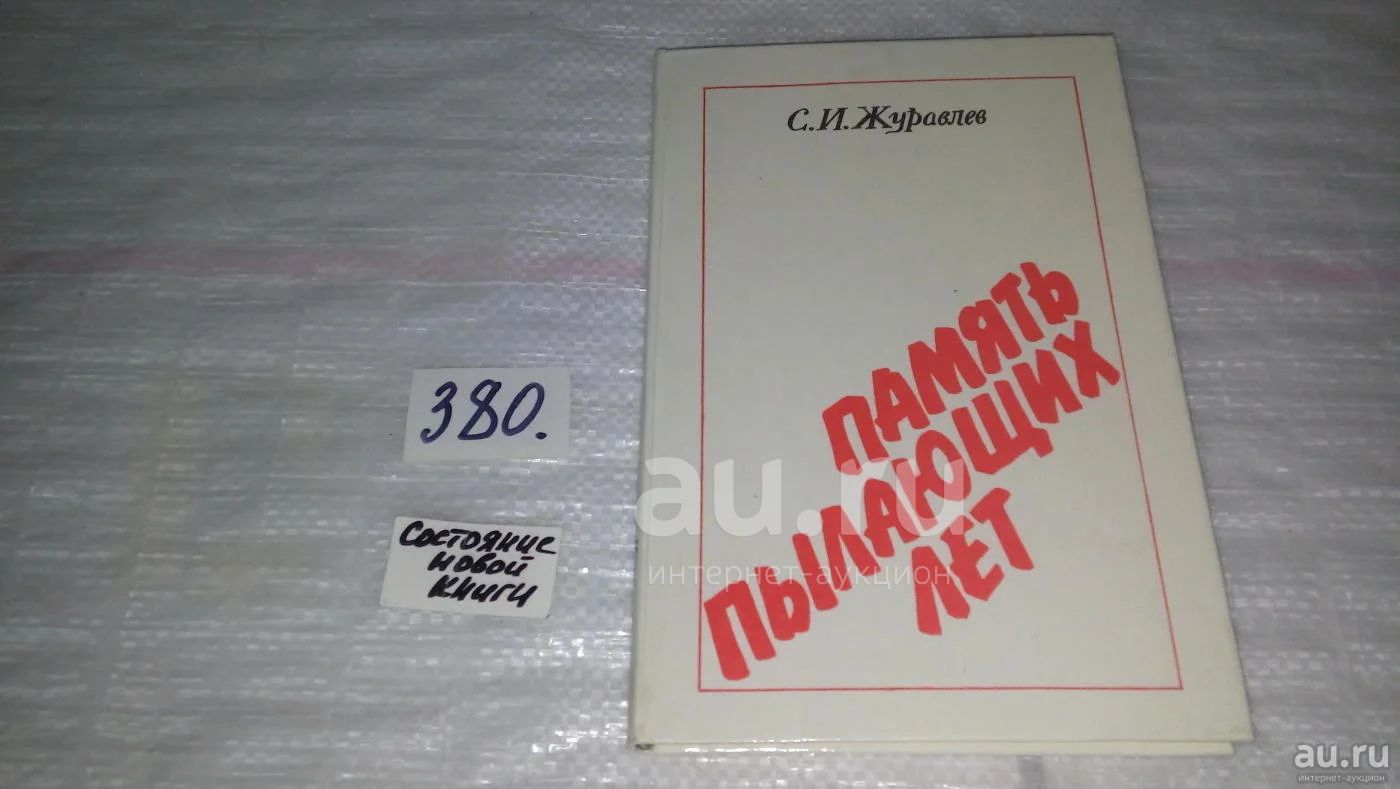 С.И.Журавлев
ПАМЯТЬ
ПЫЛАЮЩИХ
ЛЕТ
380.
Состояние
новой
книги
au.ru
интернет-аукцион
au.ru
интернет-аукцион